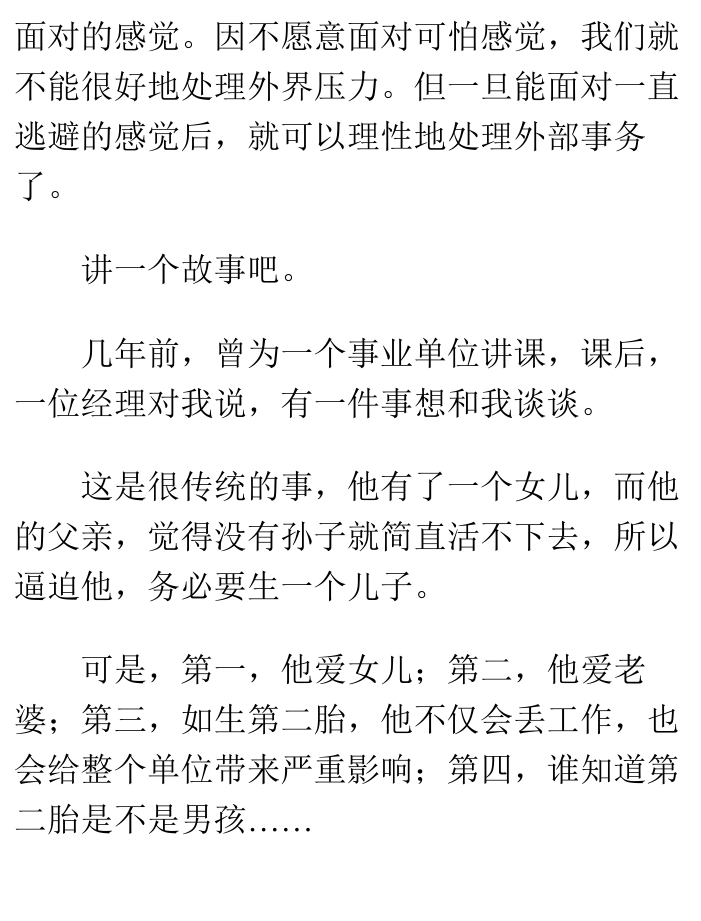 面对的感觉。因不愿意面对可怕感觉，我们就
不能很好地处理外界压力。但一旦能面对一直
逃避的感觉后，就可以理性地处理外部事务
了。
讲一个故事吧。
几年前，曾为一个事业单位讲课，课后，
一位经理对我说，有一件事想和我谈谈。
这是很传统的事，他有了一个女儿，而他
的父亲，觉得没有孙子就简直活不下去，所以
逼迫他，务必要生一个儿子。
可是，第一，他爱女儿；第二，他爱老
婆；第三，如生第二胎，他不仅会丢工作，也
会给整个单位带来严重影响；第四，谁知道第
二胎是不是男孩……